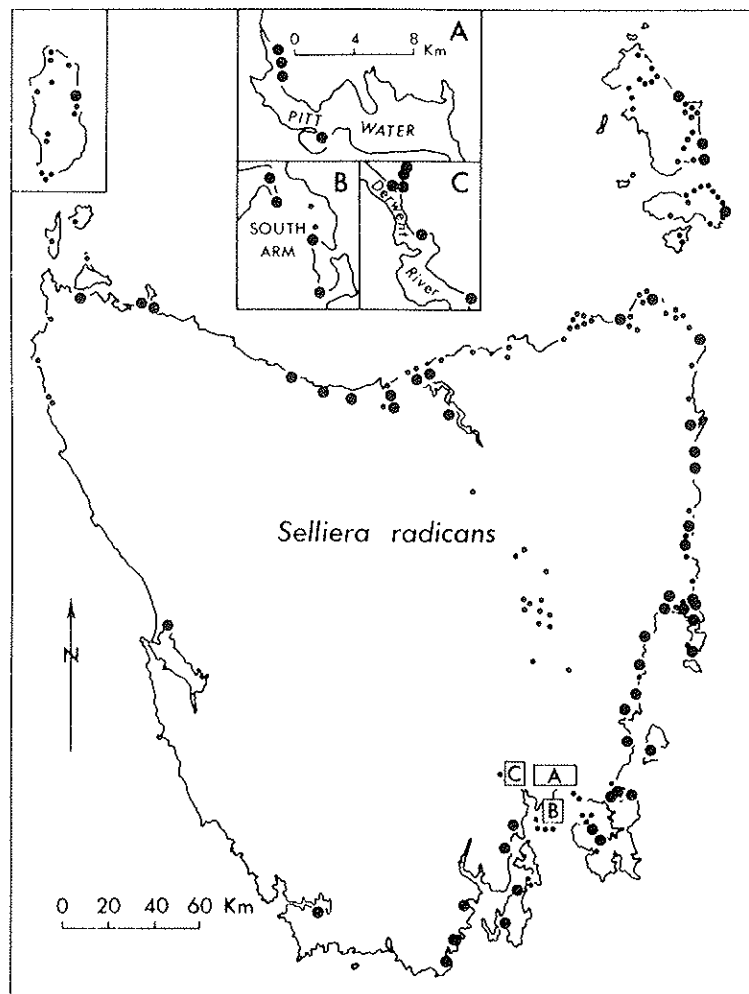 A
0 4 8
Km
PITT WATER
B
SOUTH
ARM
C
Derwent
River
Selliera radicans
N
C
A
B
0 20 40 60 Km